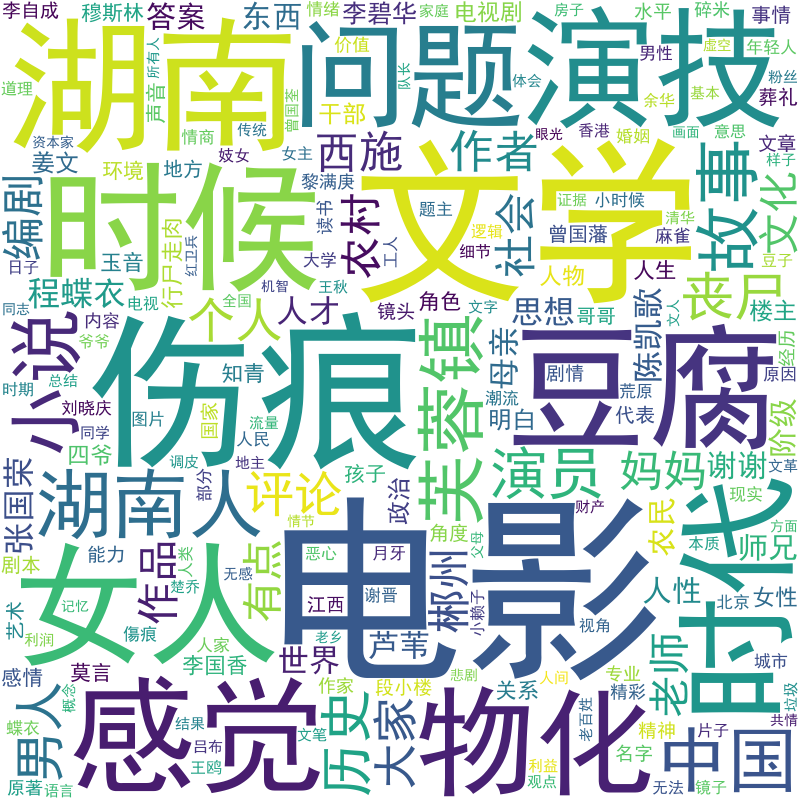 李自成
穆斯林
答案
东西
情绪
李碧华
家庭
电视剧
房子
水平
碎米
事情
湖南
问题
演技
道理
声音
所有人
价值
干部
队长
体会
男性
余华
虚空
基本
年轻人
粉丝
葬礼
资本家
情商
传统
曾国荃
姜文
环境
地方
妓女
女主
西施
作者
眼光
香港
婚姻
画面
意思
文章
样子
编剧
时候
黎满庚
农村
读书
文学
题主
社会
证据
小时候
逻辑
曾国藩
清华
麻雀
故事
文化
日子
行尸走肉
红卫兵
玉音
大学
工人
细节
人物
人生
豆子
同志
电视
程蝶衣
全国
机智
王秋
镜头
角色
文字
思想
哥哥
陈凯歌
文人
丧尸
楼主
经历
小说
内容
个人
人才
爷爷
时期
总结
伤痕
知青
芙蓉镇
母亲
剧情
荒原
豆腐
原因
刘晓庆
图片
国家
流量
潮流
明白
代表
阶级
同学
人民
四爷
调皮
地主
张国荣
湖南人
部分
评论
孩子
政治
演员
妈妈
谢谢
文革
现实
剧本
能力
情节
角度
财产
农民
本质
方面
师兄
女人
作品
有点
恶心
月牙
父母
电影
时代
艺术
人类
楚乔
无感
江西
谢晋
郴州
小赖子
视角
人性
北京
女性
记忆
傷痕
利润
人家
老乡
芦苇
老师
感情
莫言
李国香
世界
作家
段小楼
悲剧
关系
人间
专业
精彩
城市
垃圾
男人
感觉
历史
大家
物化
老百姓
精神
片子
共情
中国
蝶衣
概念
结果
吕布
文笔
利益
名字
原著
语言
王鸥
观点
无法
镜子